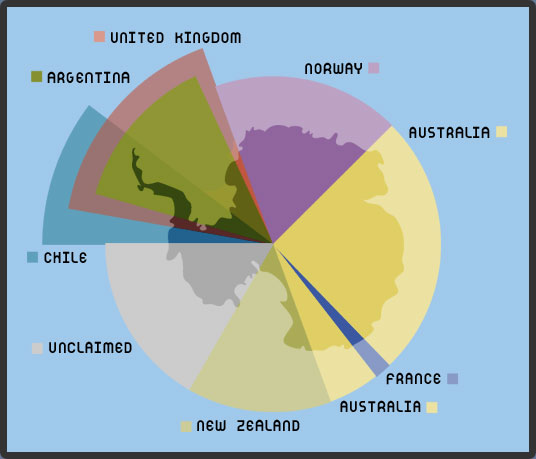 UNITED KINGDOM
NORWAY
ARGENTINA
AUSTRALIA
CHILE
UNCLAIMED
FRANCE
AUSTRALIA
NEW ZEALAND